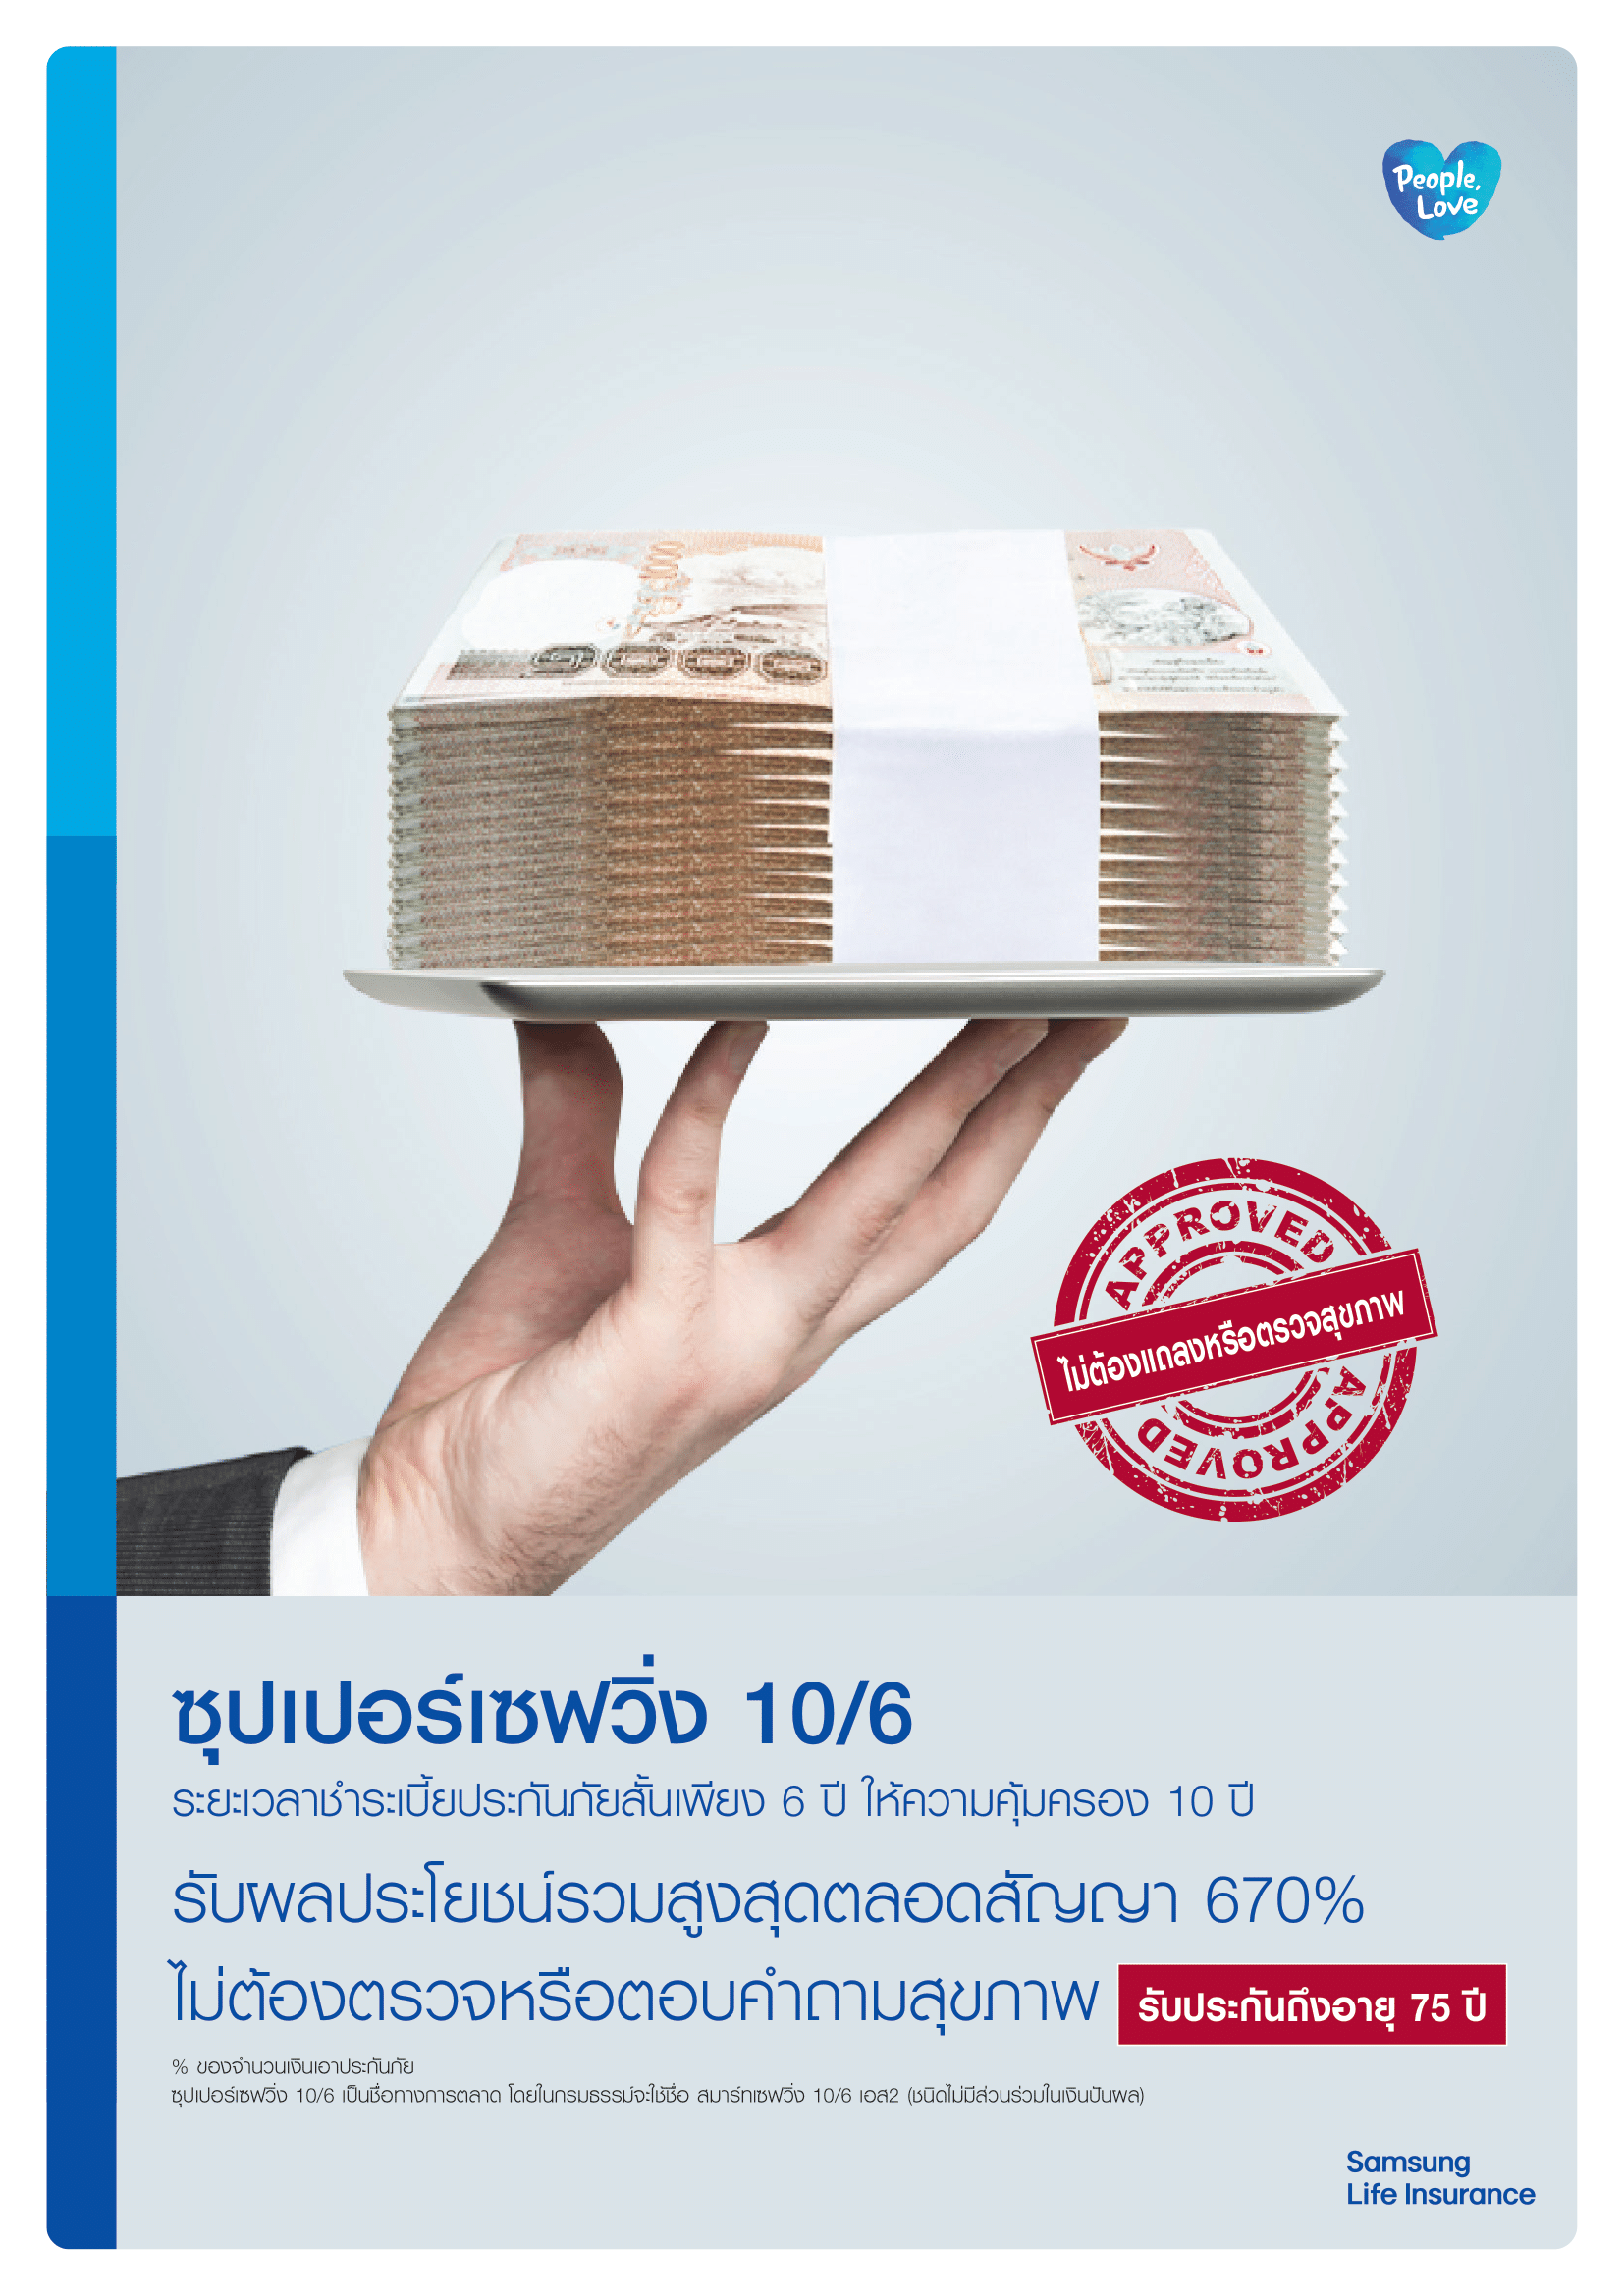 People,
Love
1000
APPROVED
ไม่ต้องแถลงหรือตรวจสุขภาพ
APPROVED
ซุปเปอร์เซฟวิ่ง 10/6
ระยะเวลาชำระเบี้ยประกันภัยสั้นเพียง 6 ปี ให้ความคุ้มครอง 10 ปี
รับผลประโยชน์รวมสูงสุดตลอดสัญญา 670%
ไม่ต้องตรวจหรือตอบคำถามสุขภาพ รับประกันถึงอายุ 75 ปี
% ของจำนวนเงินเอาประกันภัย
ซุปเปอร์เซฟวิ่ง 10/6 เป็นชื่อทางการตลาด โดยในกรมธรรม์จะใช้ชื่อ สมาร์ทเซฟวิ่ง 10/6 เอส2 (ชนิดไม่มีส่วนร่วมในเงินปันผล)
Samsung
Life Insurance